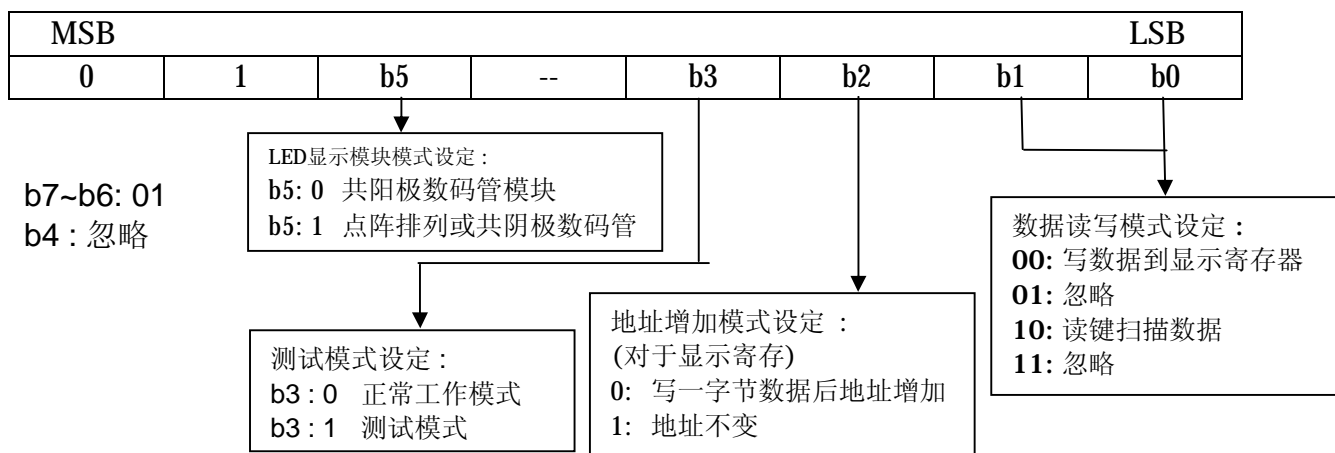 MSB LSB
0 1 b5 -- b3 b2 b1 b0
b7~b6: 01
b4 : 忽略
LED显示模块模式设定：
b5: 0 共阳极数码管模块
b5: 1 点阵排列或共阴极数码管
测试模式设定：
b3 : 0 正常工作模式
b3 : 1 测试模式
地址增加模式设定 ：
(对于显示寄存)
0: 写一字节数据后地址增加
1: 地址不变
数据读写模式设定：
00: 写数据到显示寄存器
01: 忽略
10: 读键扫描数据
11: 忽略